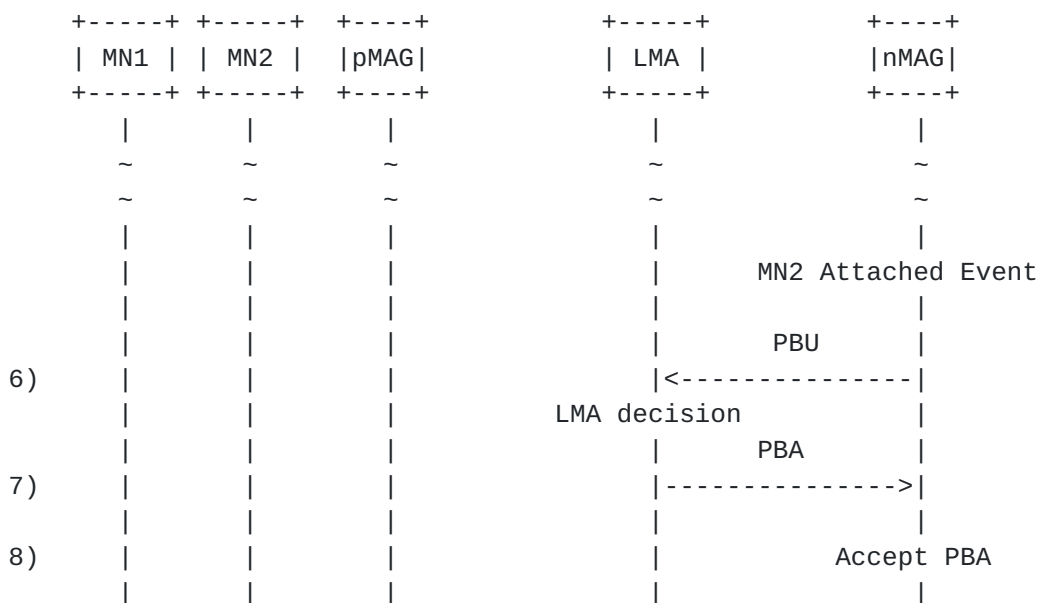 +-----+ +-----+  +----+           +-----+          +----+
| MN1 | | MN2 |  |pMAG|           | LMA |          |nMAG|
+-----+ +-----+  +----+           +-----+          +----+
   |       |        |                |                |
   ~       ~        ~                ~                ~
   ~       ~        ~                ~                ~
   |       |        |                |                |
   |       |        |                |      MN2 Attached Event
   |       |        |                |                |
   |       |        |                |       PBU      |
6)     |       |        |                |<---------------|
   |       |        |          LMA decision           |
   |       |        |                |      PBA       |
7)     |       |        |                |--------------->|
   |       |        |                |                |
8)     |       |        |                |           Accept PBA
   |       |        |                |                |